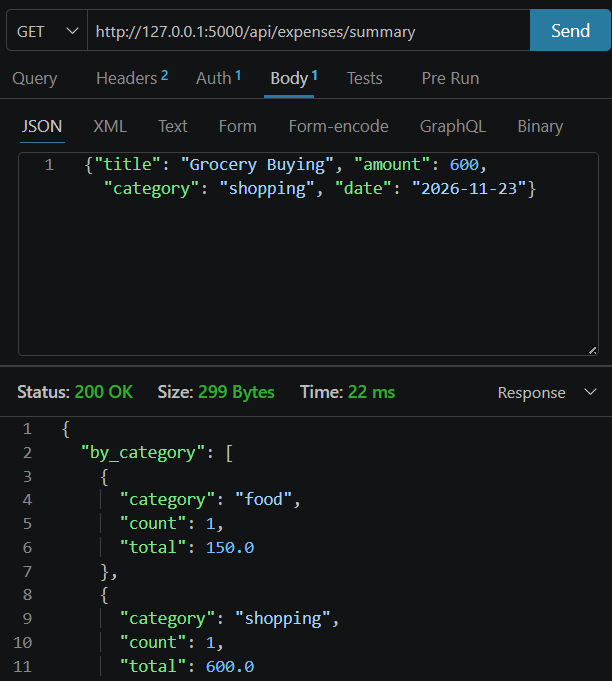 GET http://127.0.0.1:5000/api/expenses/summary Send
Query Headers 2 Auth 1 Body 1 Tests Pre Run
JSON XML Text Form Form-encode GraphQL Binary
1 {"title": "Grocery Buying", "amount": 600,
"category": "shopping", "date": "2026-11-23"}
Status: 200 OK Size: 299 Bytes Time: 22 ms Response
1 {
2 "by_category": [
3 {
4 "category": "food",
5 "count": 1,
6 "total": 150.0
7 },
8 {
9 "category": "shopping",
10 "count": 1,
11 "total": 600.0